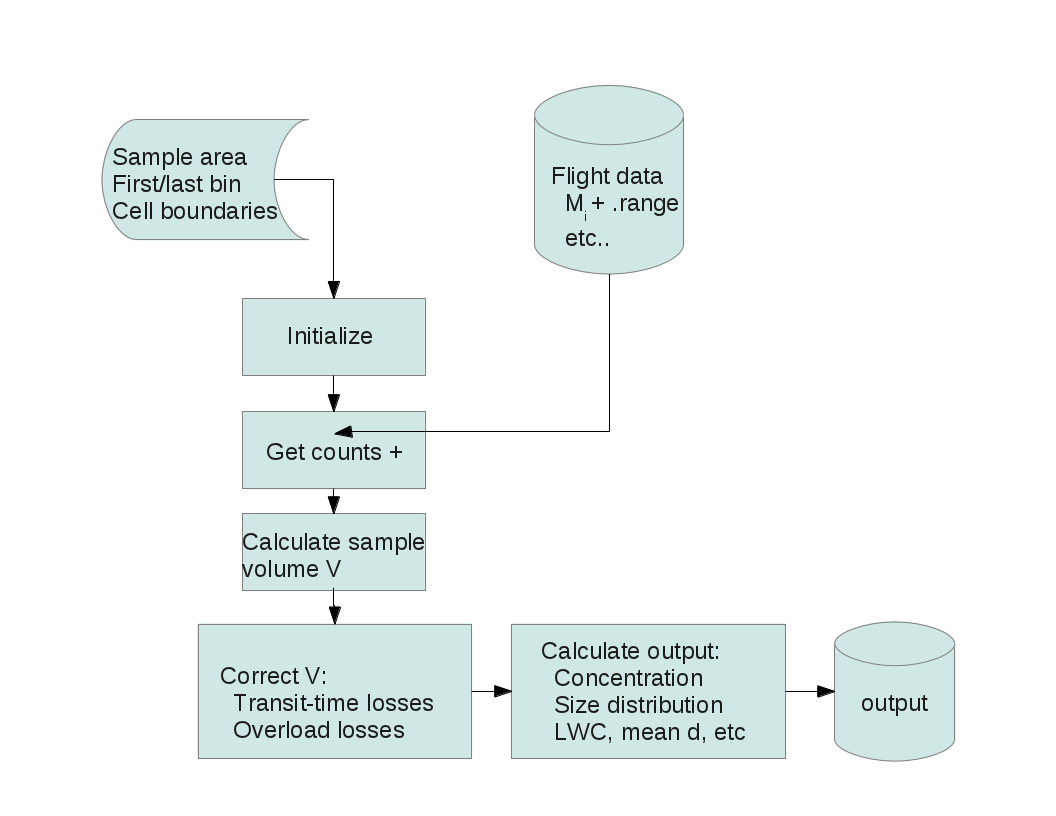 Sample area
First/last bin
Cell boundaries
Flight data
Mi + .range
etc..
Initialize
Get counts +
Calculate sample
volume V
Correct V:
Transit-time losses
Overload losses
Calculate output:
Concentration
Size distribution
LWC, mean d, etc
output